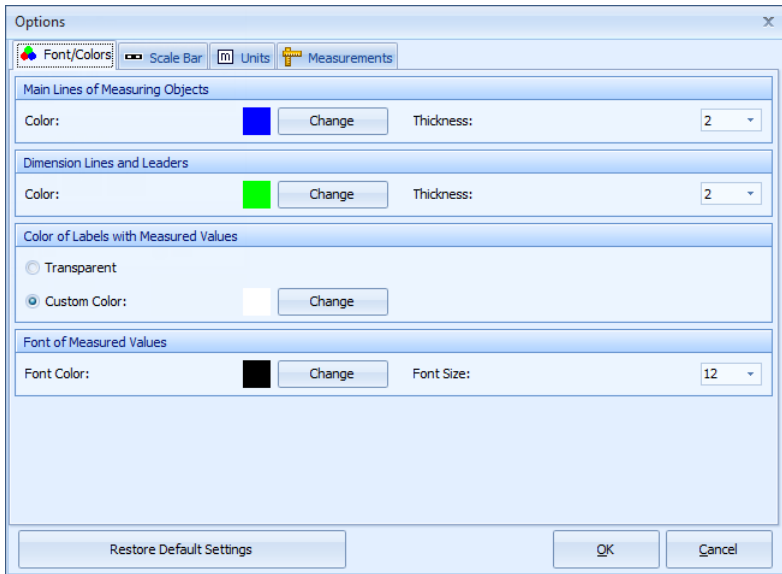 Options x
Font/Colors Scale Bar m Units Measurements
Main Lines of Measuring Objects
Color: Change Thickness: 2
Dimension Lines and Leaders
Color: Change Thickness: 2
Color of Labels with Measured Values
Transparent
Custom Color: Change
Font of Measured Values
Font Color: Change Font Size: 12
Restore Default Settings OK Cancel